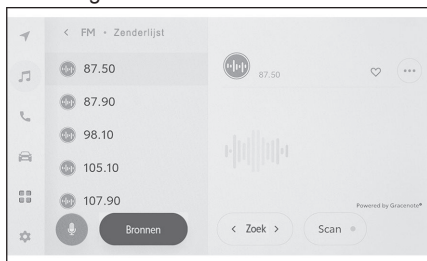 FM • Zenderlijst
87.50
87.90
98.10
105.10
107.90
Bronnen
87.50
Powered by Gracenote®
Zoek
Scan